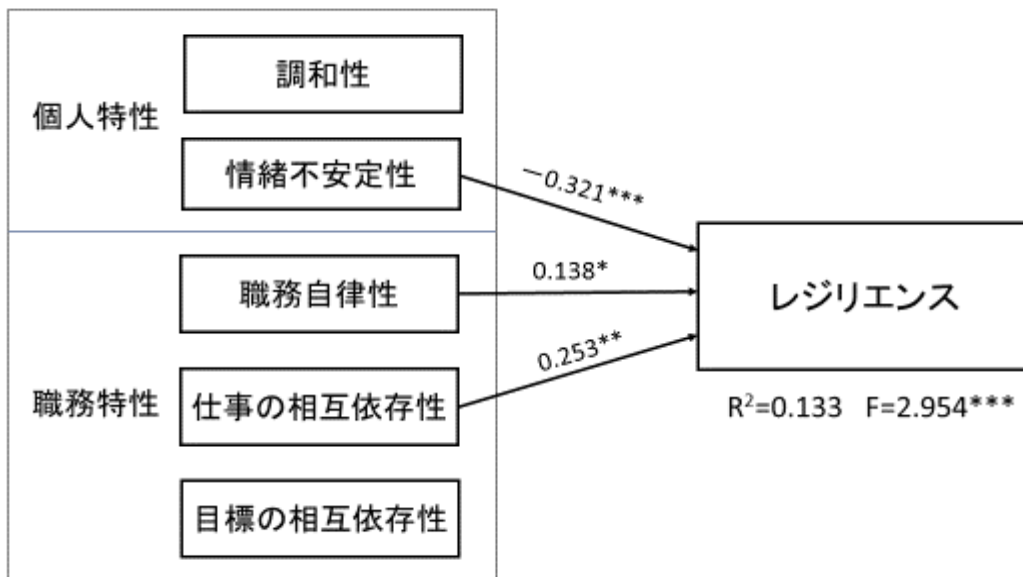 個人特性
調和性
情緒不安定性
職務特性
職務自律性
仕事の相互依存性
目標の相互依存性
－0.321***
0.138*
0.253**
レジリエンス
R²=0.133 F=2.954***